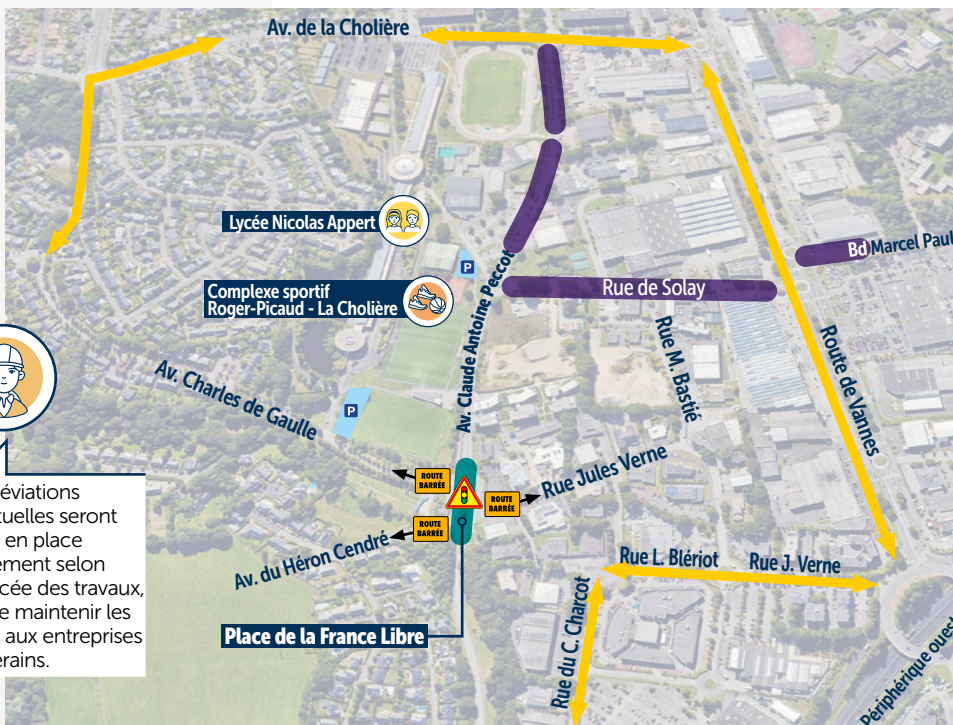 Av. de la Cholière
Lycée Nicolas Appert
P
Bd Marcel Paul
Complexe sportif
Roger-Picaud - La Cholière
Rue de Solay
Av. Claude Antoine Peccot
Rue M. Bastié
Route de Vannes
Av. Charles de Gaulle
P
Rue Jules Verne
ROUTE
BARRÉE
ROUTE
BARRÉE
ROUTE
BARRÉE
Av. du Héron Cendré
Rue L. Blériot
Rue J. Verne
Rue du C. Charcot
Place de la France Libre
Périphérique ouest
éviations
tuelles seront
en place
ement selon
cée des travaux,
e maintenir les
aux entreprises
erains.